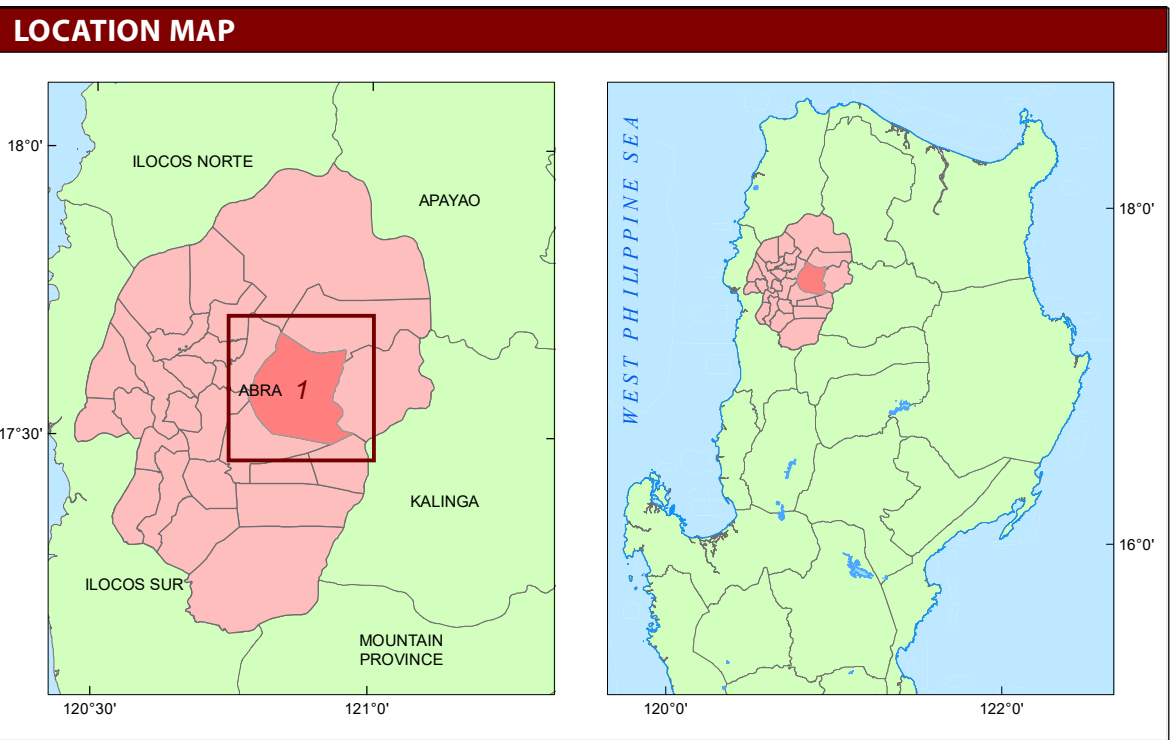 LOCATION MAP
18°0'
ILOCOS NORTE
APAYAO
ABRA
1
17°30'
KALINGA
ILOCOS SUR
MOUNTAIN
PROVINCE
120°30'
121°0'
WEST PHILIPPINE SEA
18°0'
16°0'
120°0'
122°0'